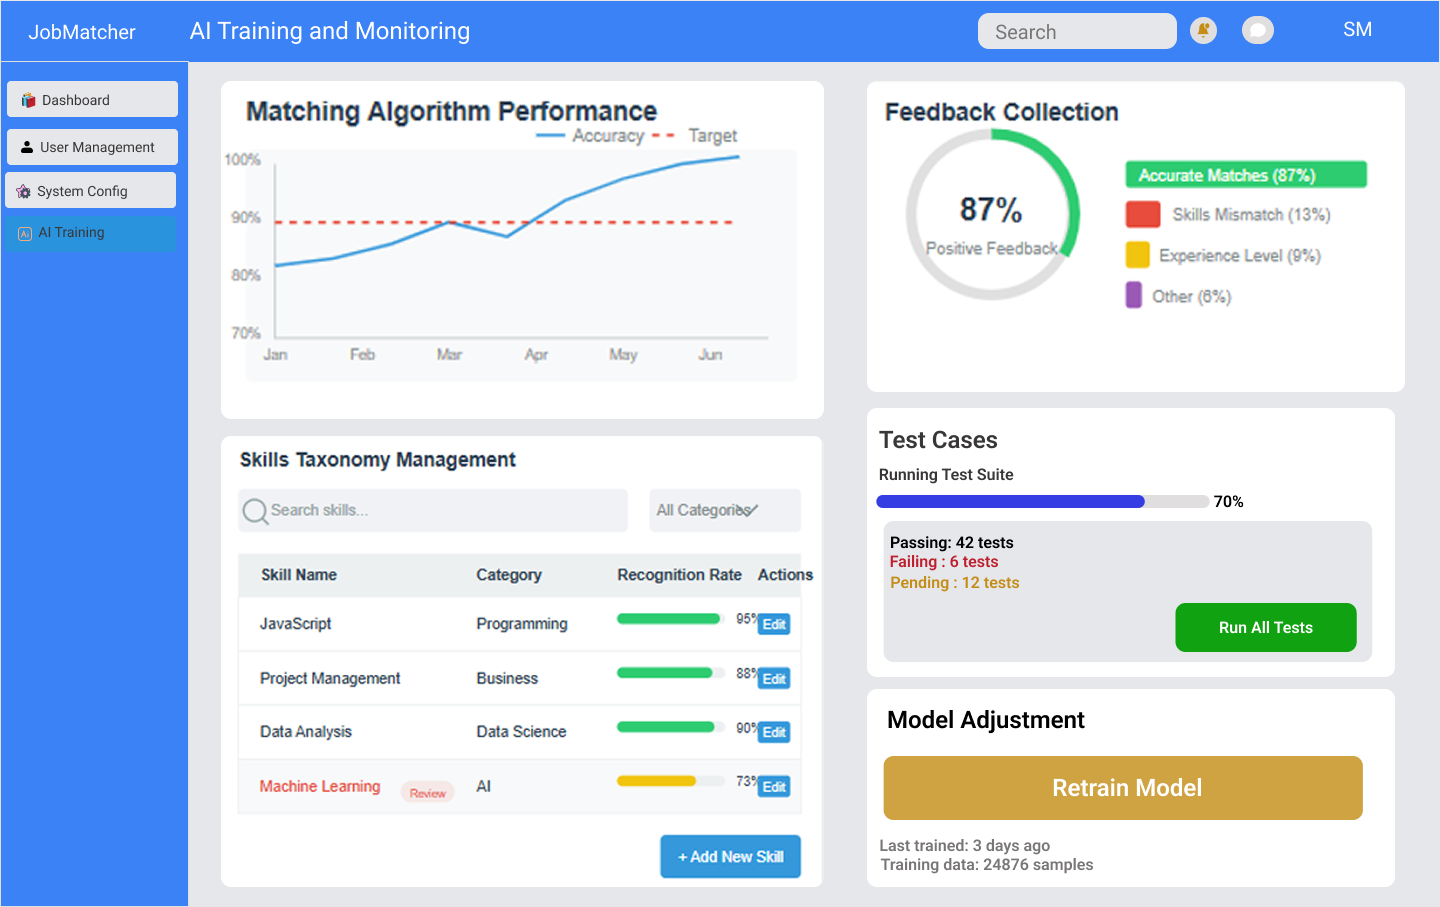 JobMatcher
AI Training and Monitoring
Search
SM
Dashboard
User Management
System Config
Ai
AI Training
Matching Algorithm Performance
Accuracy
Target
100%
90%
80%
70%
Jan
Feb
Mar
Apr
May
Jun
Feedback Collection
87%
Positive Feedback
Accurate Matches (87%)
Skills Mismatch (13%)
Experience Level (9%)
Other (6%)
Skills Taxonomy Management
Search skills...
All Categories
Skill Name Category Recognition Rate Actions
JavaScript Programming 95% Edit
Project Management Business 88% Edit
Data Analysis Data Science 90% Edit
Machine Learning Review AI 73% Edit
+ Add New Skill
Test Cases
Running Test Suite
70%
Passing: 42 tests
Failing : 6 tests
Pending : 12 tests
Run All Tests
Model Adjustment
Retrain Model
Last trained: 3 days ago
Training data: 24876 samples